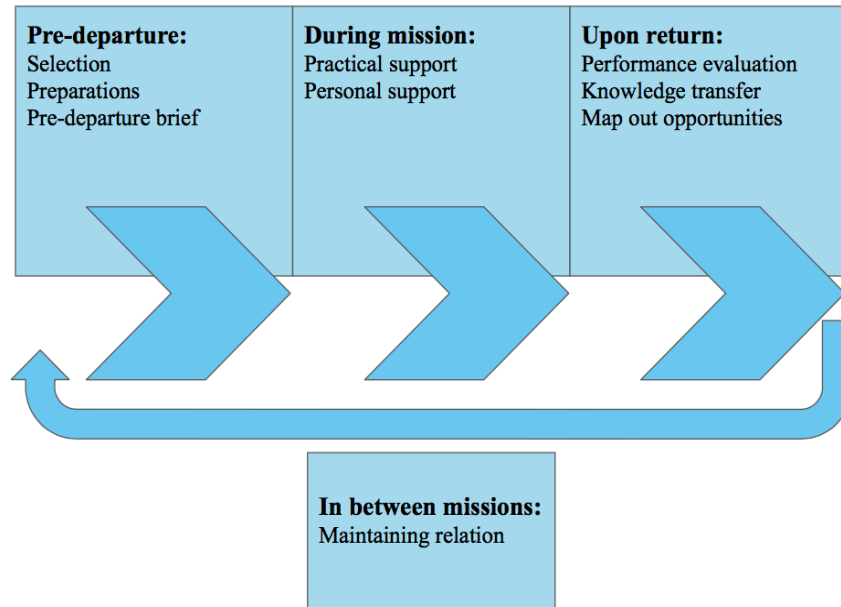 Pre-departure:
Selection
Preparations
Pre-departure brief
During mission:
Practical support
Personal support
Upon return:
Performance evaluation
Knowledge transfer
Map out opportunities
In between missions:
Maintaining relation